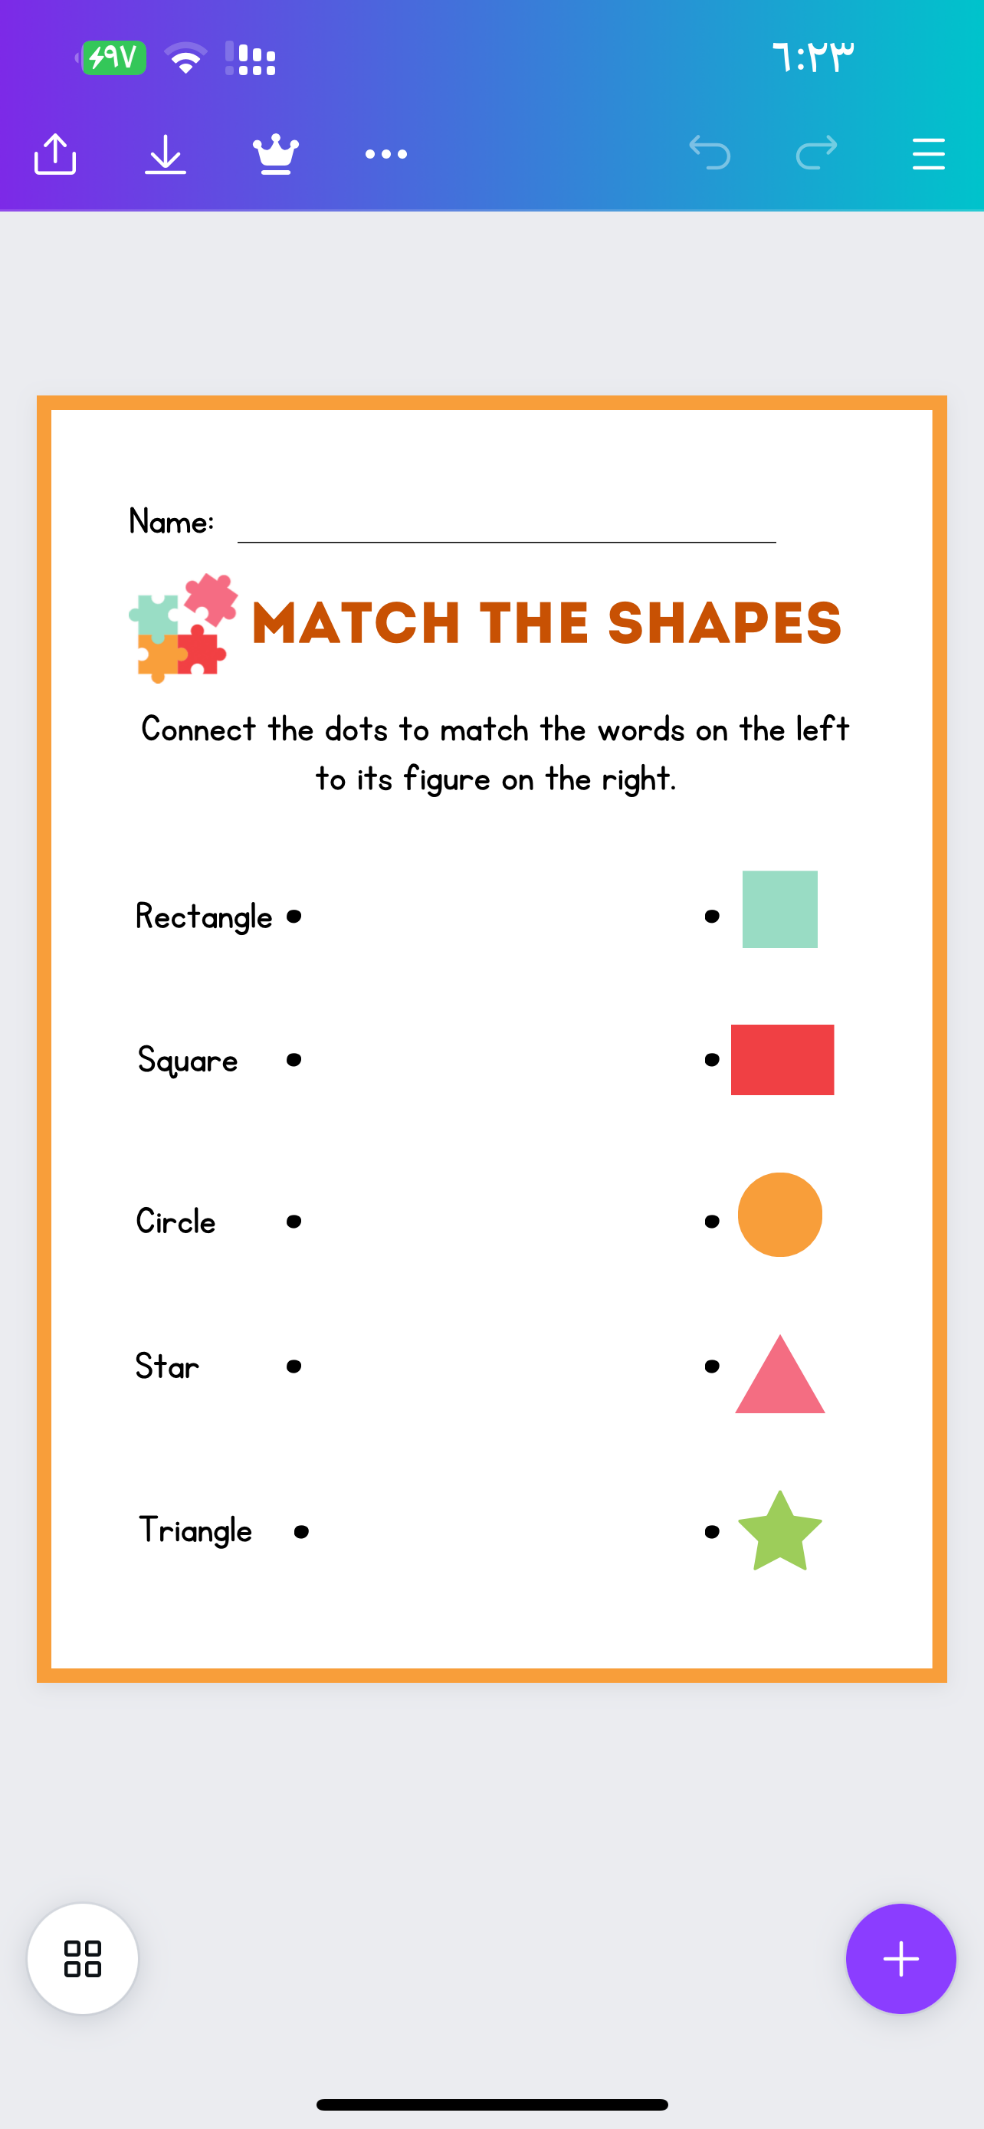 ٩٧
٦:٢٣
Name:
MATCH THE SHAPES
Connect the dots to match the words on the left
to its figure on the right.
Rectangle
Square
Circle
Star
Triangle